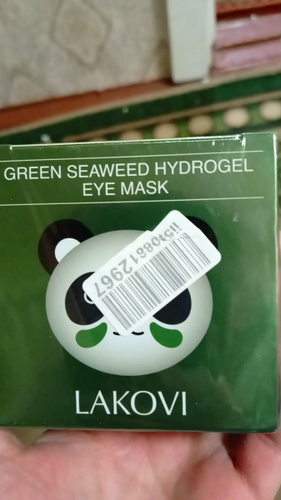 GREEN SEAWEED HYDROGEL
EYE MASK
LAKOVI